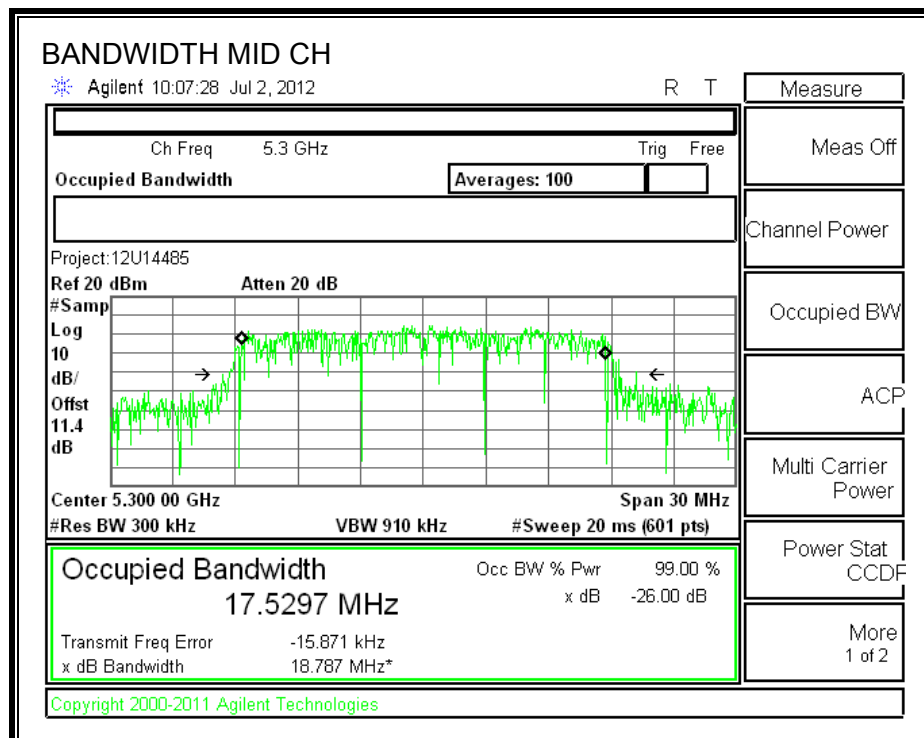 BANDWIDTH MID CH
Agilent 10:07:28 Jul 2, 2012 R T
Measure
Ch Freq 5.3 GHz Trig Free
Meas Off
Occupied Bandwidth Averages: 100
Channel Power
Project:12U14485
Ref 20 dBm Atten 20 dB
#Samp
Log
10
dB/
Offst
11.4
dB
Occupied BW
ACP
Multi Carrier
Power
Center 5.300 00 GHz Span 30 MHz
#Res BW 300 kHz VBW 910 kHz #Sweep 20 ms (601 pts)
Power Stat
CCDF
Occupied Bandwidth Occ BW % Pwr 99.00 %
17.5297 MHz x dB -26.00 dB
Transmit Freq Error -15.871 kHz
x dB Bandwidth 18.787 MHz*
More
1 of 2
Copyright 2000-2011 Agilent Technologies